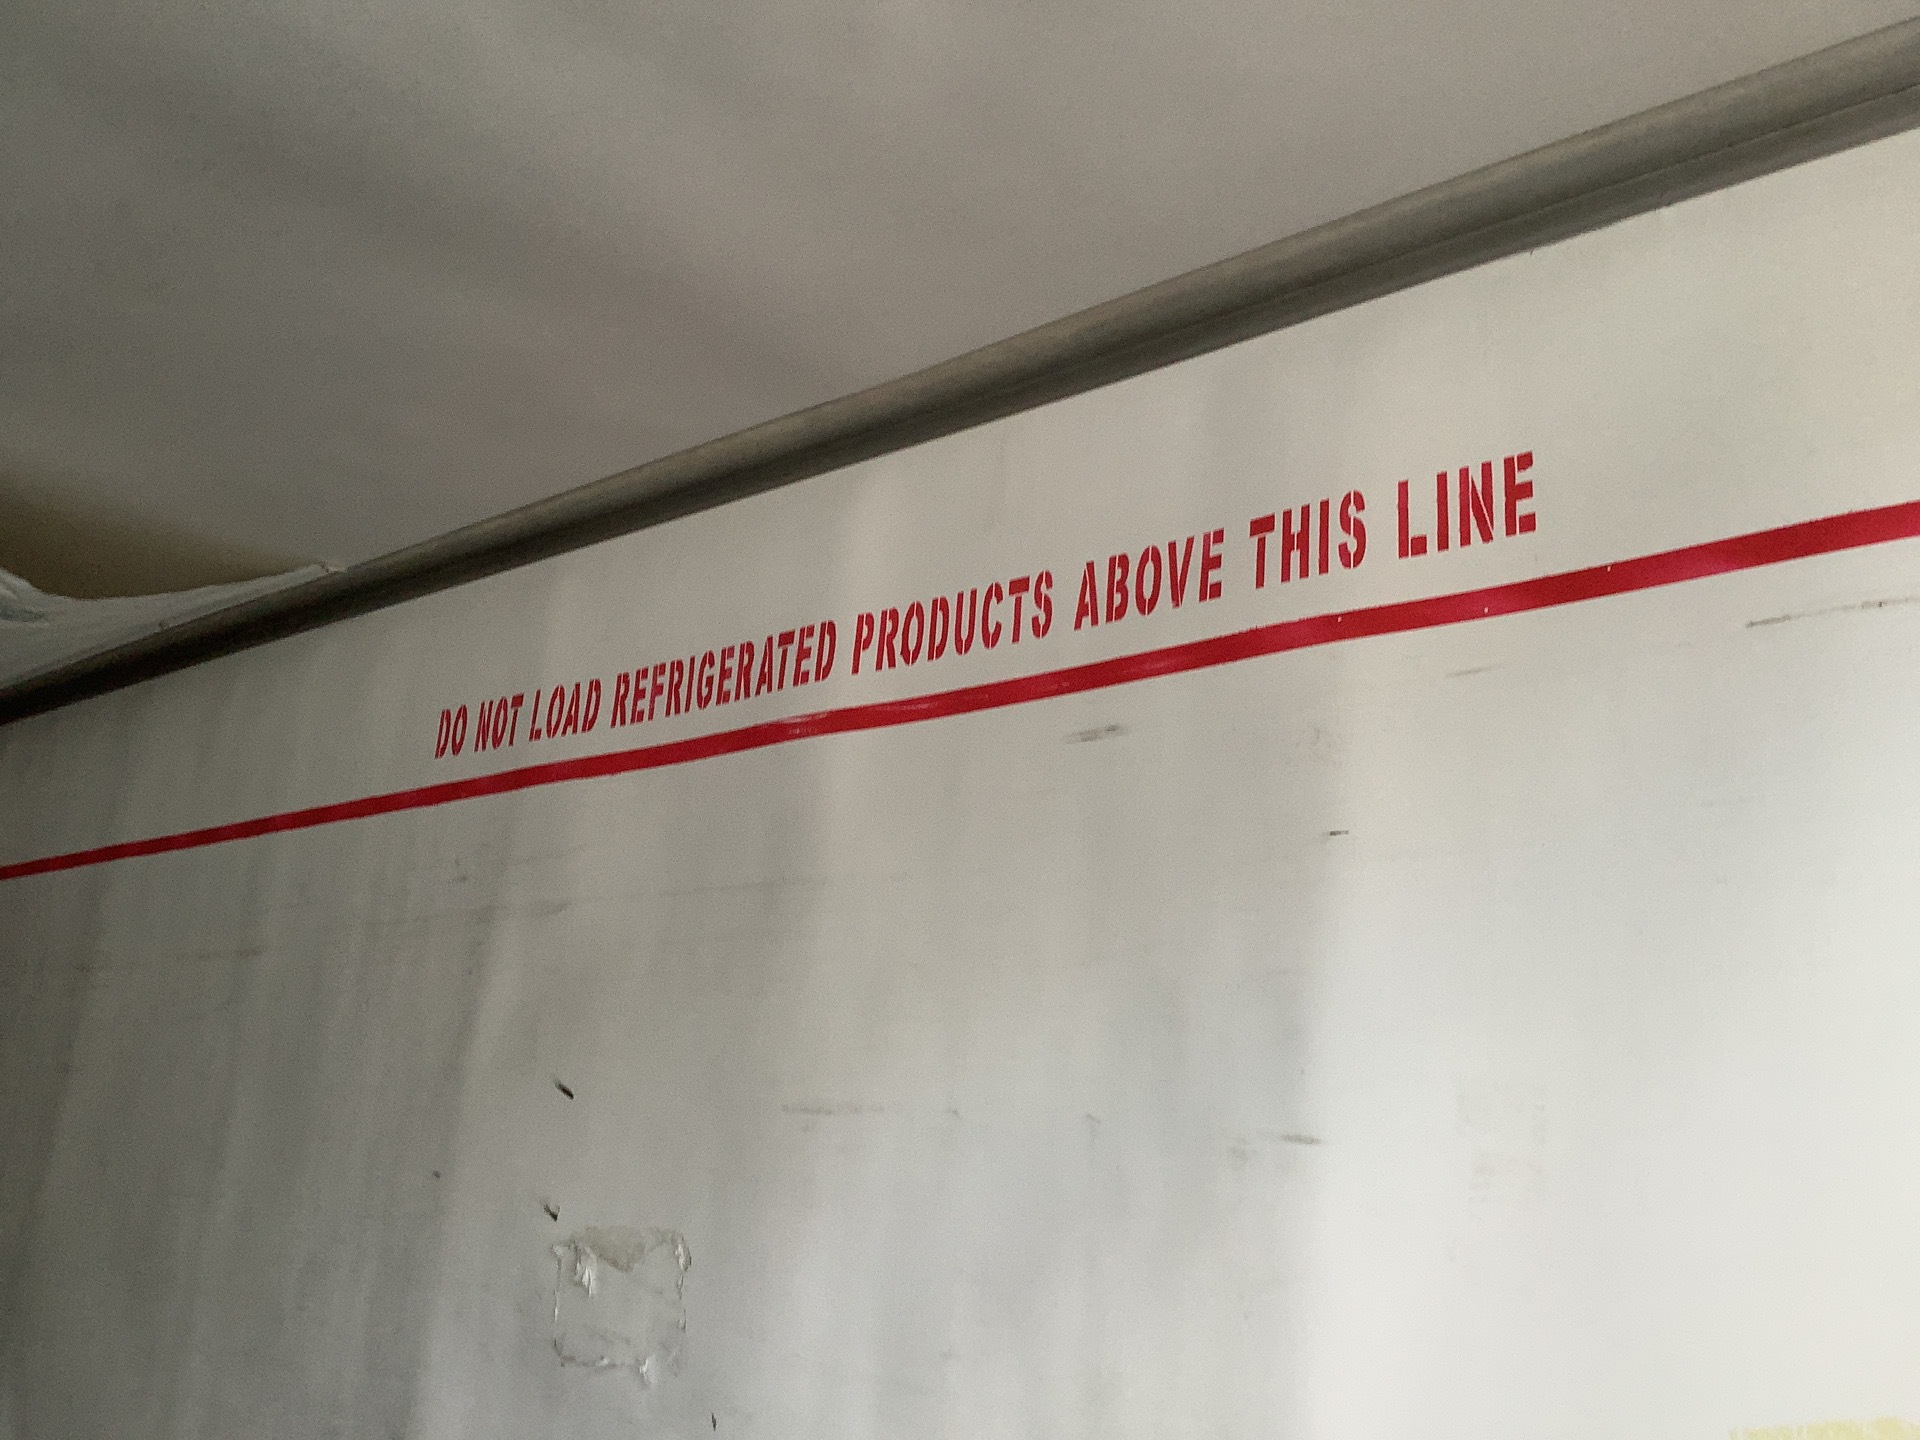 DO NOT LOAD REFRIGERATED PRODUCTS ABOVE THIS LINE